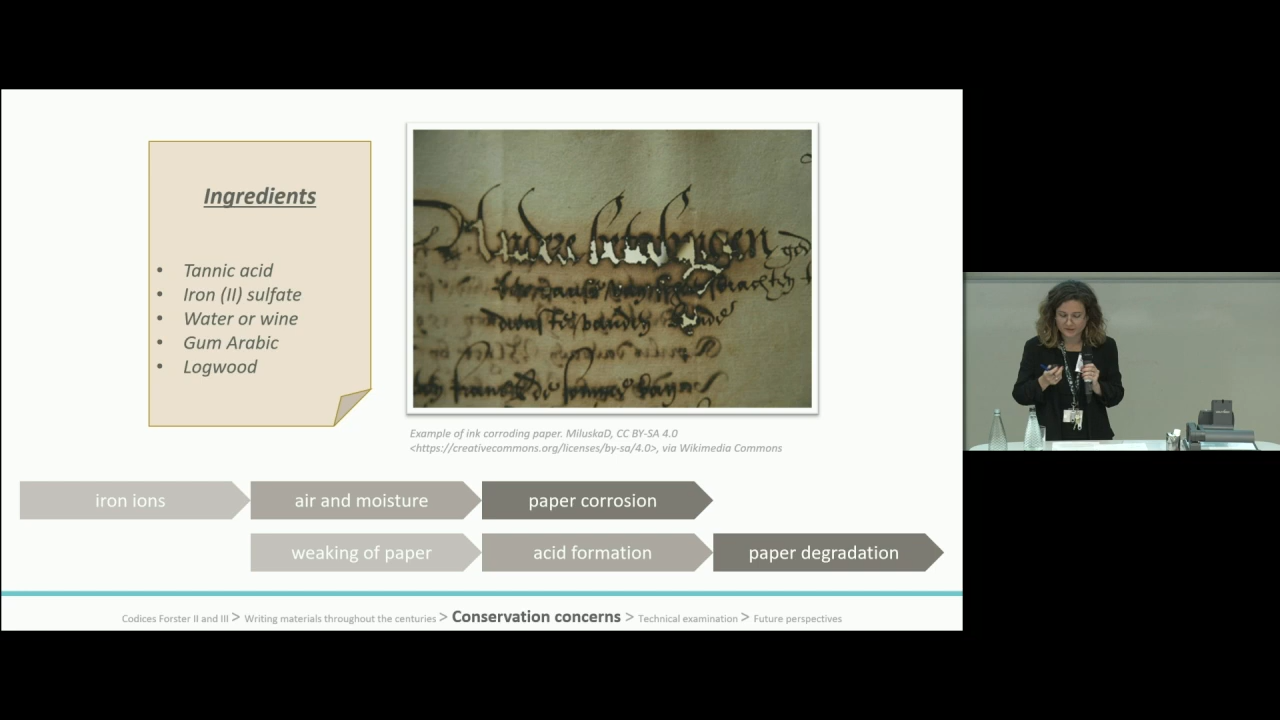 Ingredients
• Tannic acid
• Iron (II) sulfate
• Water or wine
• Gum Arabic
• Logwood
Example of ink corroding paper. MiluskaD, CC BY-SA 4.0
<https://creativecommons.org/licenses/by-sa/4.0>, via Wikimedia Commons
iron ions
air and moisture
paper corrosion
weaking of paper
acid formation
paper degradation
Codices Forster II and III > Writing materials throughout the centuries > Conservation concerns > Technical examination > Future perspectives